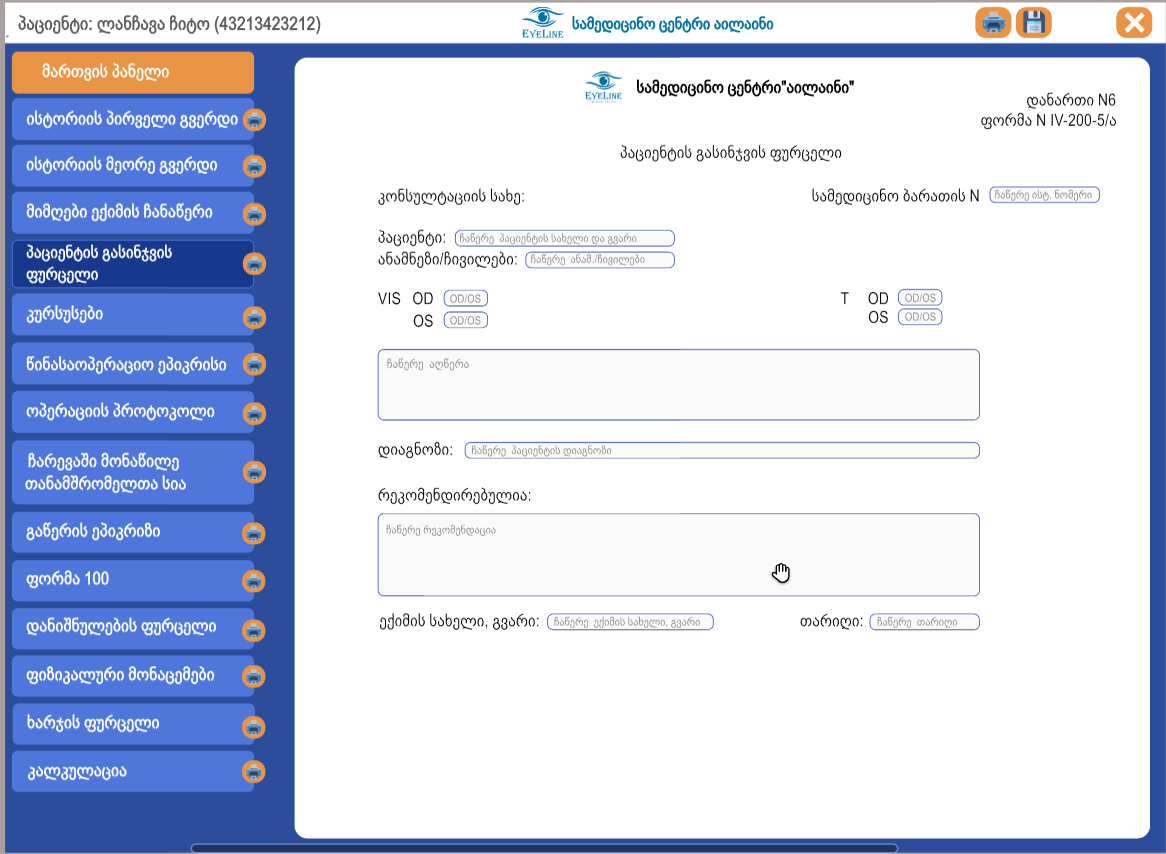 პაციენტი: ლანჩავა ჩიტო (43213423212)
EYELINE
სამედიცინო ცენტრი აილაინი
მართვის პანელი
ისტორიის პირველი გვერდი
ისტორიის მეორე გვერდი
მიმღები ექიმის ჩანაწერი
პაციენტის გასინჯვის
ფურცელი
კურსუსები
წინასაოპერაციო ეპიკრისი
ოპერაციის პროტოკოლი
ჩარევაში მონაწილე
თანამშრომელთა სია
გაწერის ეპიკრიზი
ფორმა 100
დანიშნულების ფურცელი
ფიზიკალური მონაცემები
ხარჯის ფურცელი
კალკულაცია
EYELINE
სამედიცინო ცენტრი"აილაინი"
დანართი N6
ფორმა N IV-200-5/ა
პაციენტის გასინჯვის ფურცელი
კონსულტაციის სახე:
სამედიცინო ბარათის N ჩაწერე ისტ. ნომერი
პაციენტი: ჩაწერე პაციენტის სახელი და გვარი
ანამნეზი/ჩივილები: ჩაწერე ანამ./ჩივილები
VIS OD OD/OS T OD OD/OS
OS OD/OS OS OD/OS
ჩაწერე აღწერა
დიაგნოზი: ჩაწერე პაციენტის დიაგნოზი
რეკომენდირებულია:
ჩაწერე რეკომენდაცია
ექიმის სახელი, გვარი: ჩაწერე ექიმის სახელი, გვარი თარიღი: ჩაწერე თარიღი